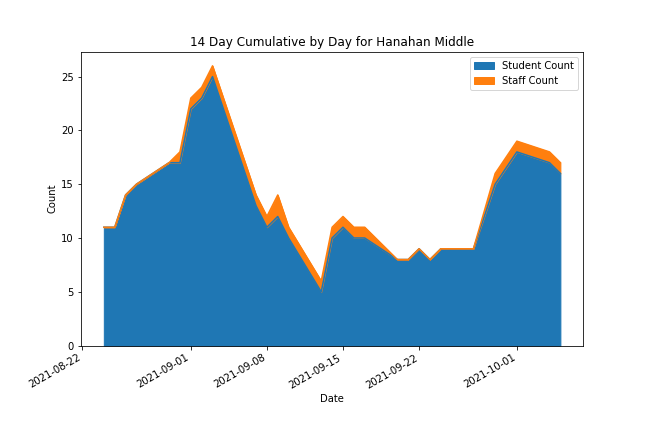 14 Day Cumulative by Day for Hanahan Middle
Student Count
Staff Count
Count
25
20
15
10
5
0
2021-08-22
2021-09-01
2021-09-08
2021-09-15
2021-09-22
2021-10-01
Date